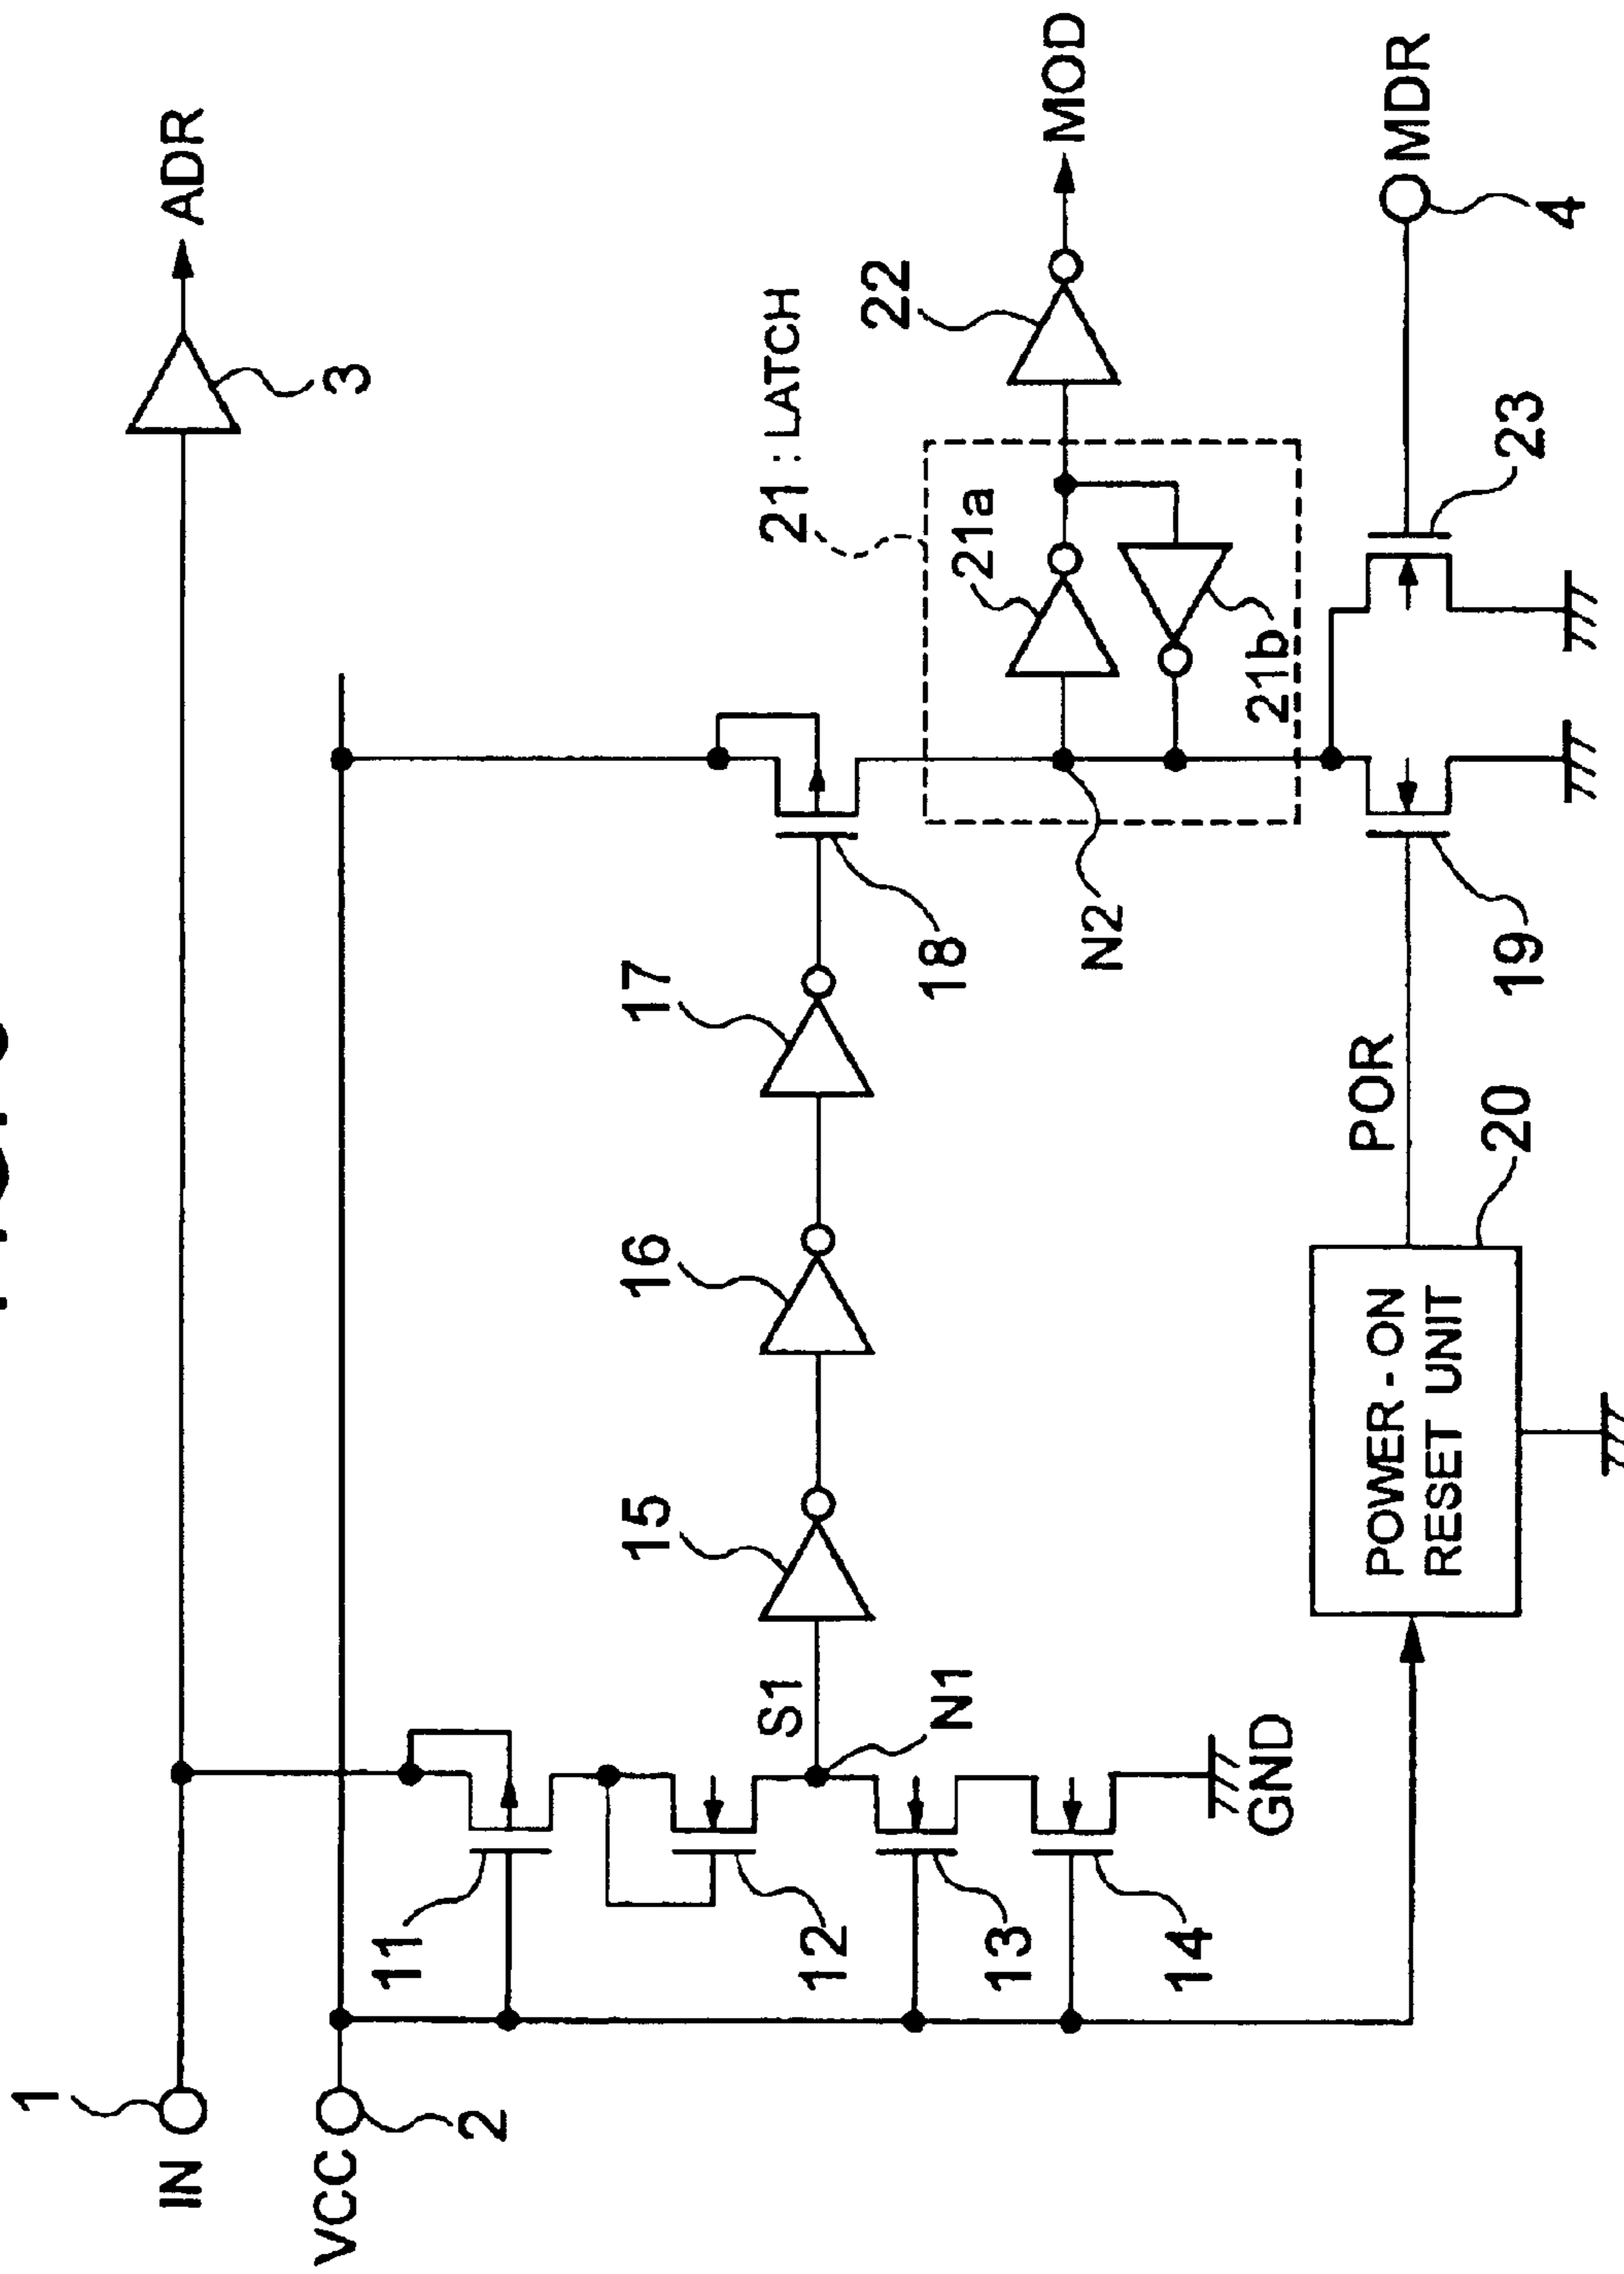 1
IN
3
ADR
VCC
2
11
12
13
14
S1
N1
GND
15
16
17
18
21 : LATCH
21a
21b
22
MOD
N2
POWER - ON
RESET UNIT
20
POR
19
23
MDR
4